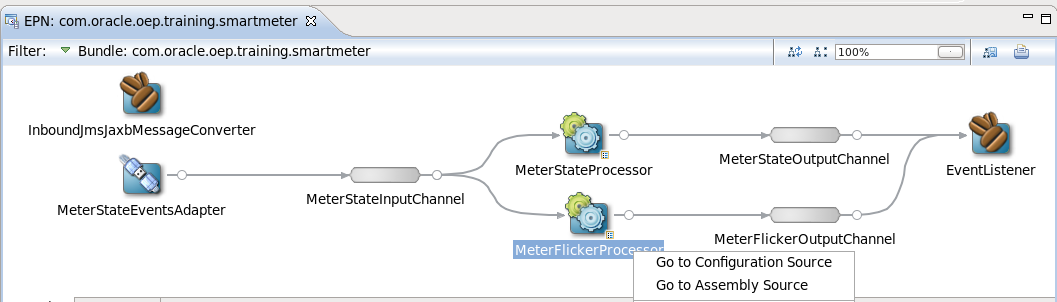 EPN: com.oracle.oep.training.smartmeter
Filter: Bundle: com.oracle.oep.training.smartmeter 100%
InboundJmsJaxbMessageConverter
MeterStateEventsAdapter
MeterStateInputChannel
MeterStateProcessor
MeterStateOutputChannel
EventListener
MeterFlickerProcessor
MeterFlickerOutputChannel
Go to Configuration Source
Go to Assembly Source